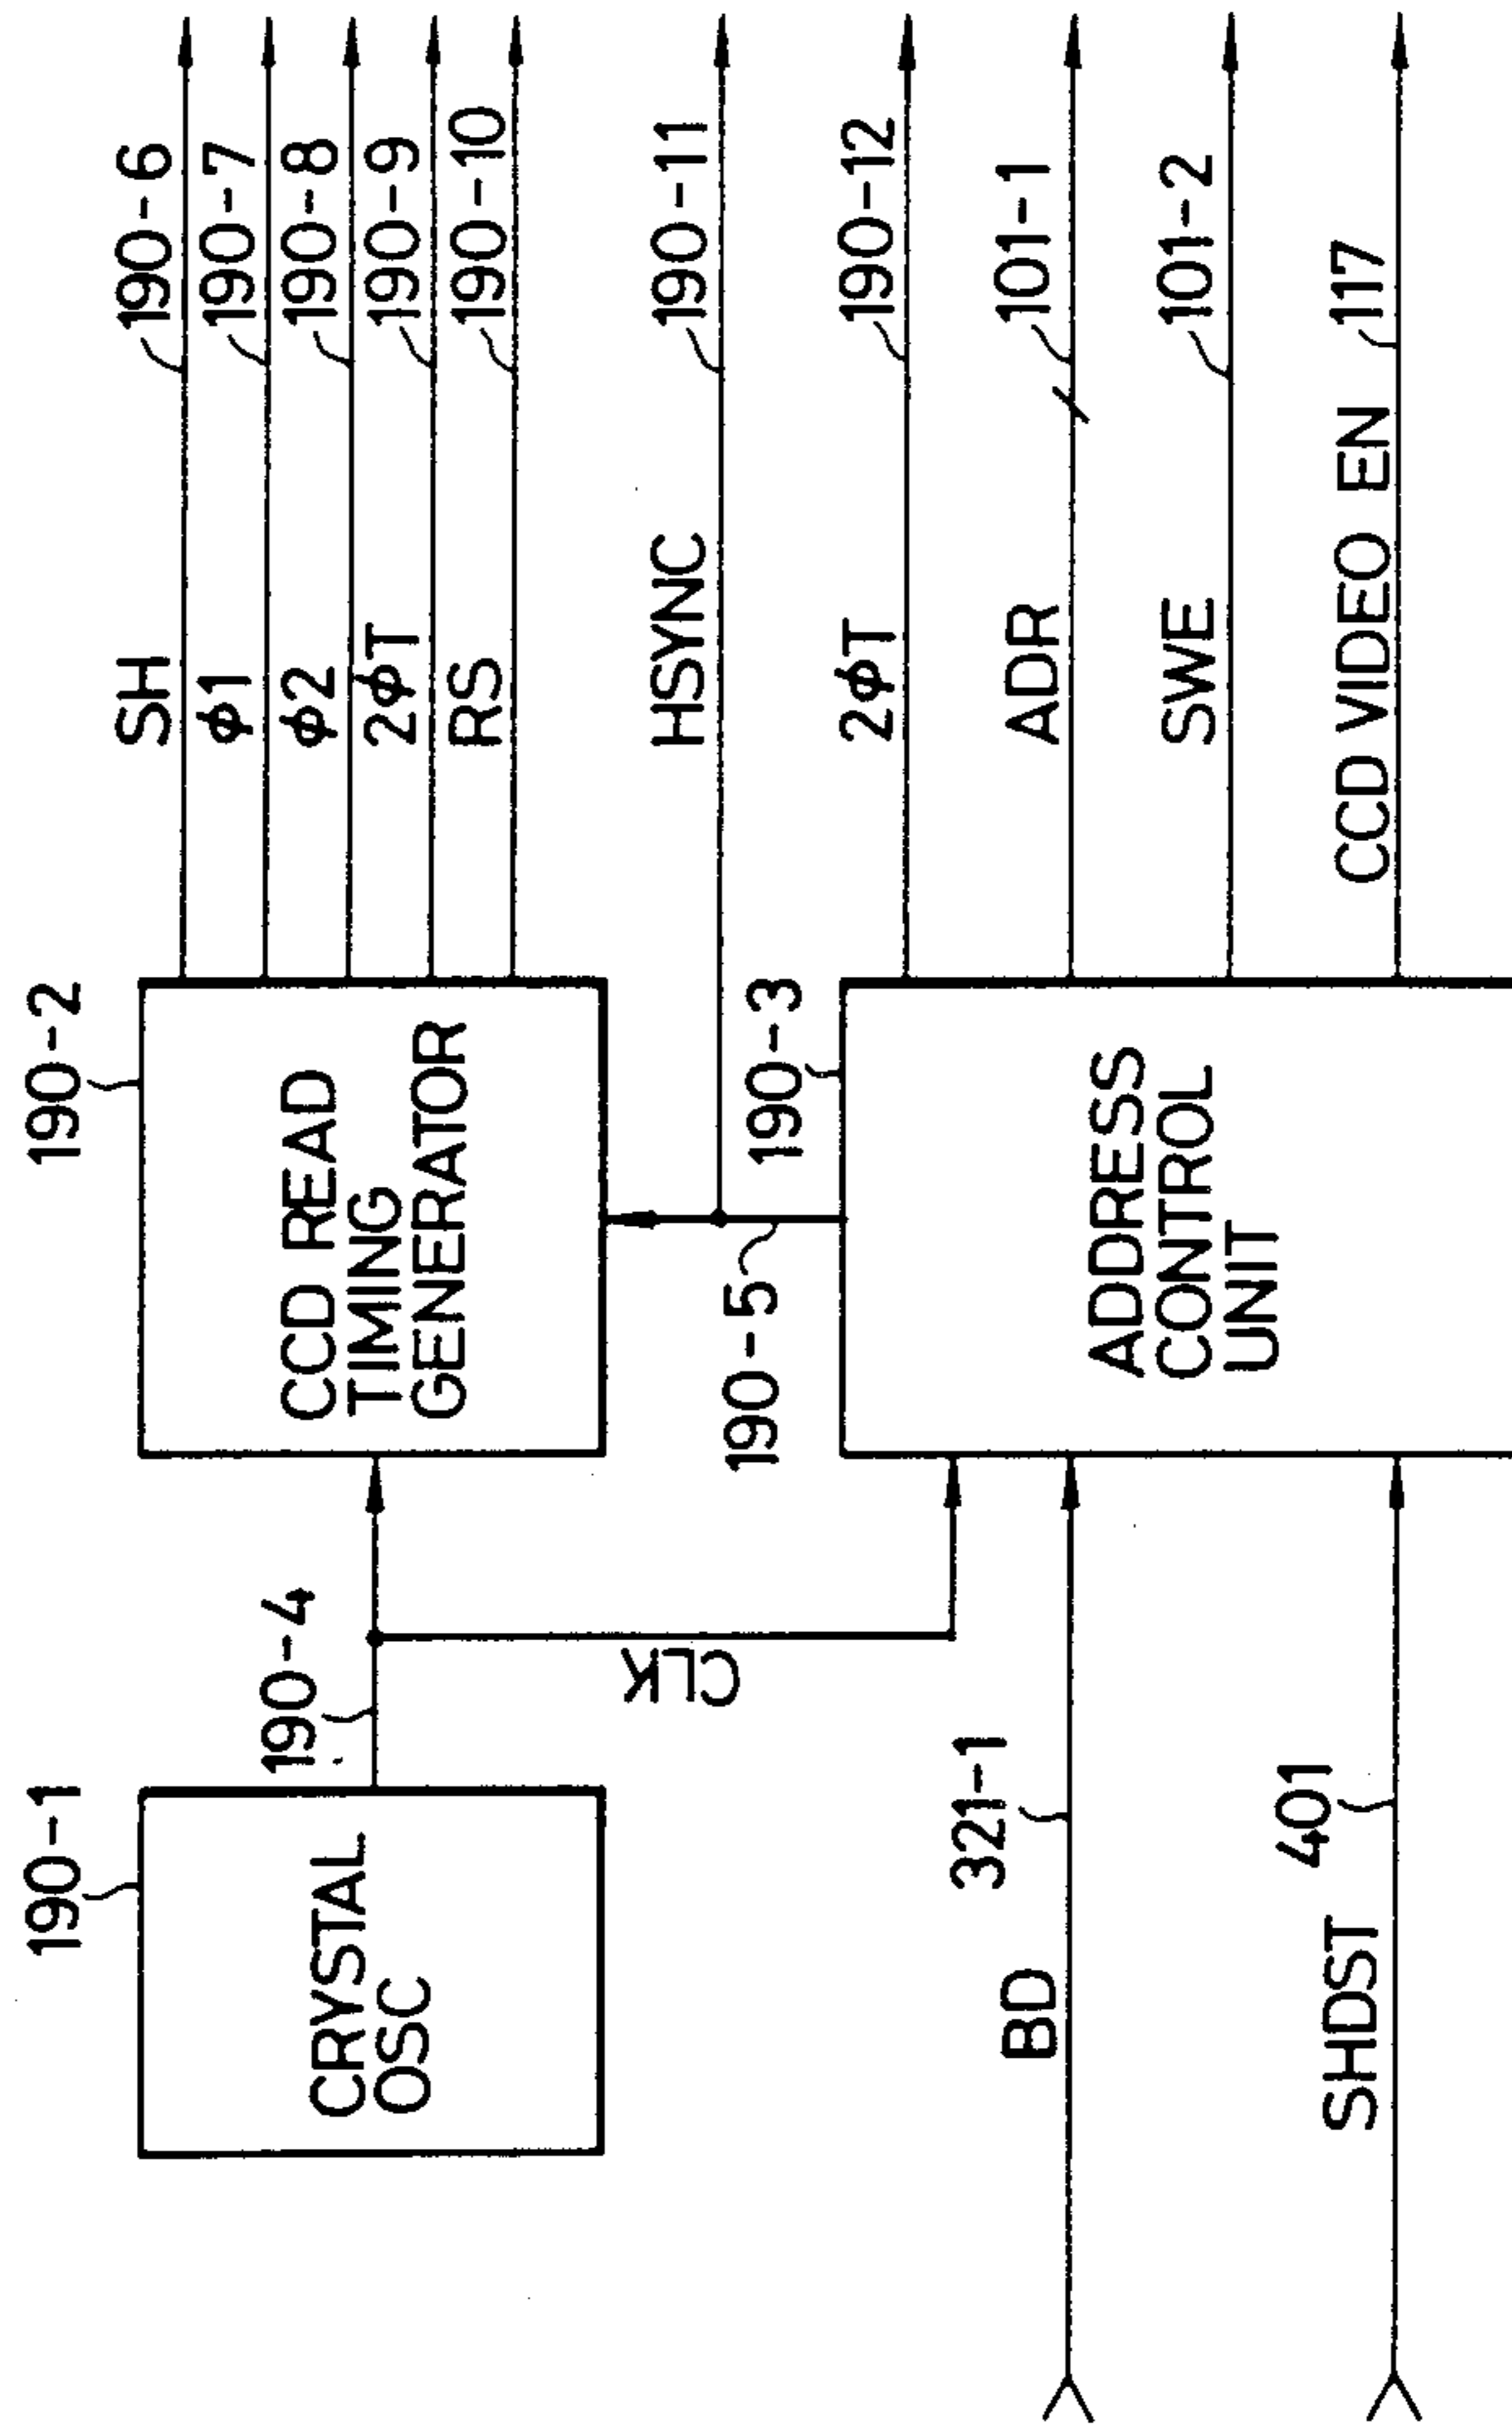 190-1
CRYSTAL
OSC
190-4
CLK
190-2
CCD READ
TIMING
GENERATOR
SH 190-6
ϕ1 190-7
ϕ2 190-8
2ϕT 190-9
RS 190-10
HSYNC 190-11
190-5
190-3
ADDRESS
CONTROL
UNIT
BD 321-1
SHDST 401
2ϕT 190-12
ADR 101-1
SWE 101-2
CCD VIDEO EN 117